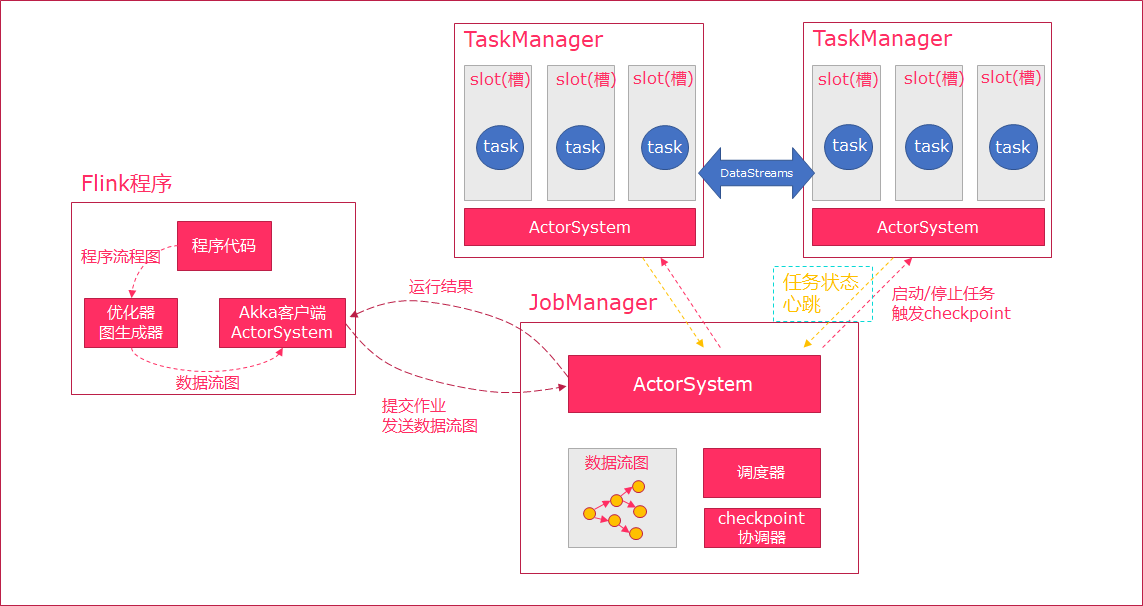 TaskManager
slot(槽)
slot(槽)
slot(槽)
task
task
task
ActorSystem
DataStreams
TaskManager
slot(槽)
slot(槽)
slot(槽)
task
task
task
ActorSystem
Flink程序
程序代码
程序流程图
优化器
图生成器
Akka客户端
ActorSystem
数据流图
运行结果
提交作业
发送数据流图
任务状态
心跳
启动/停止任务
触发checkpoint
JobManager
ActorSystem
数据流图
调度器
checkpoint
协调器